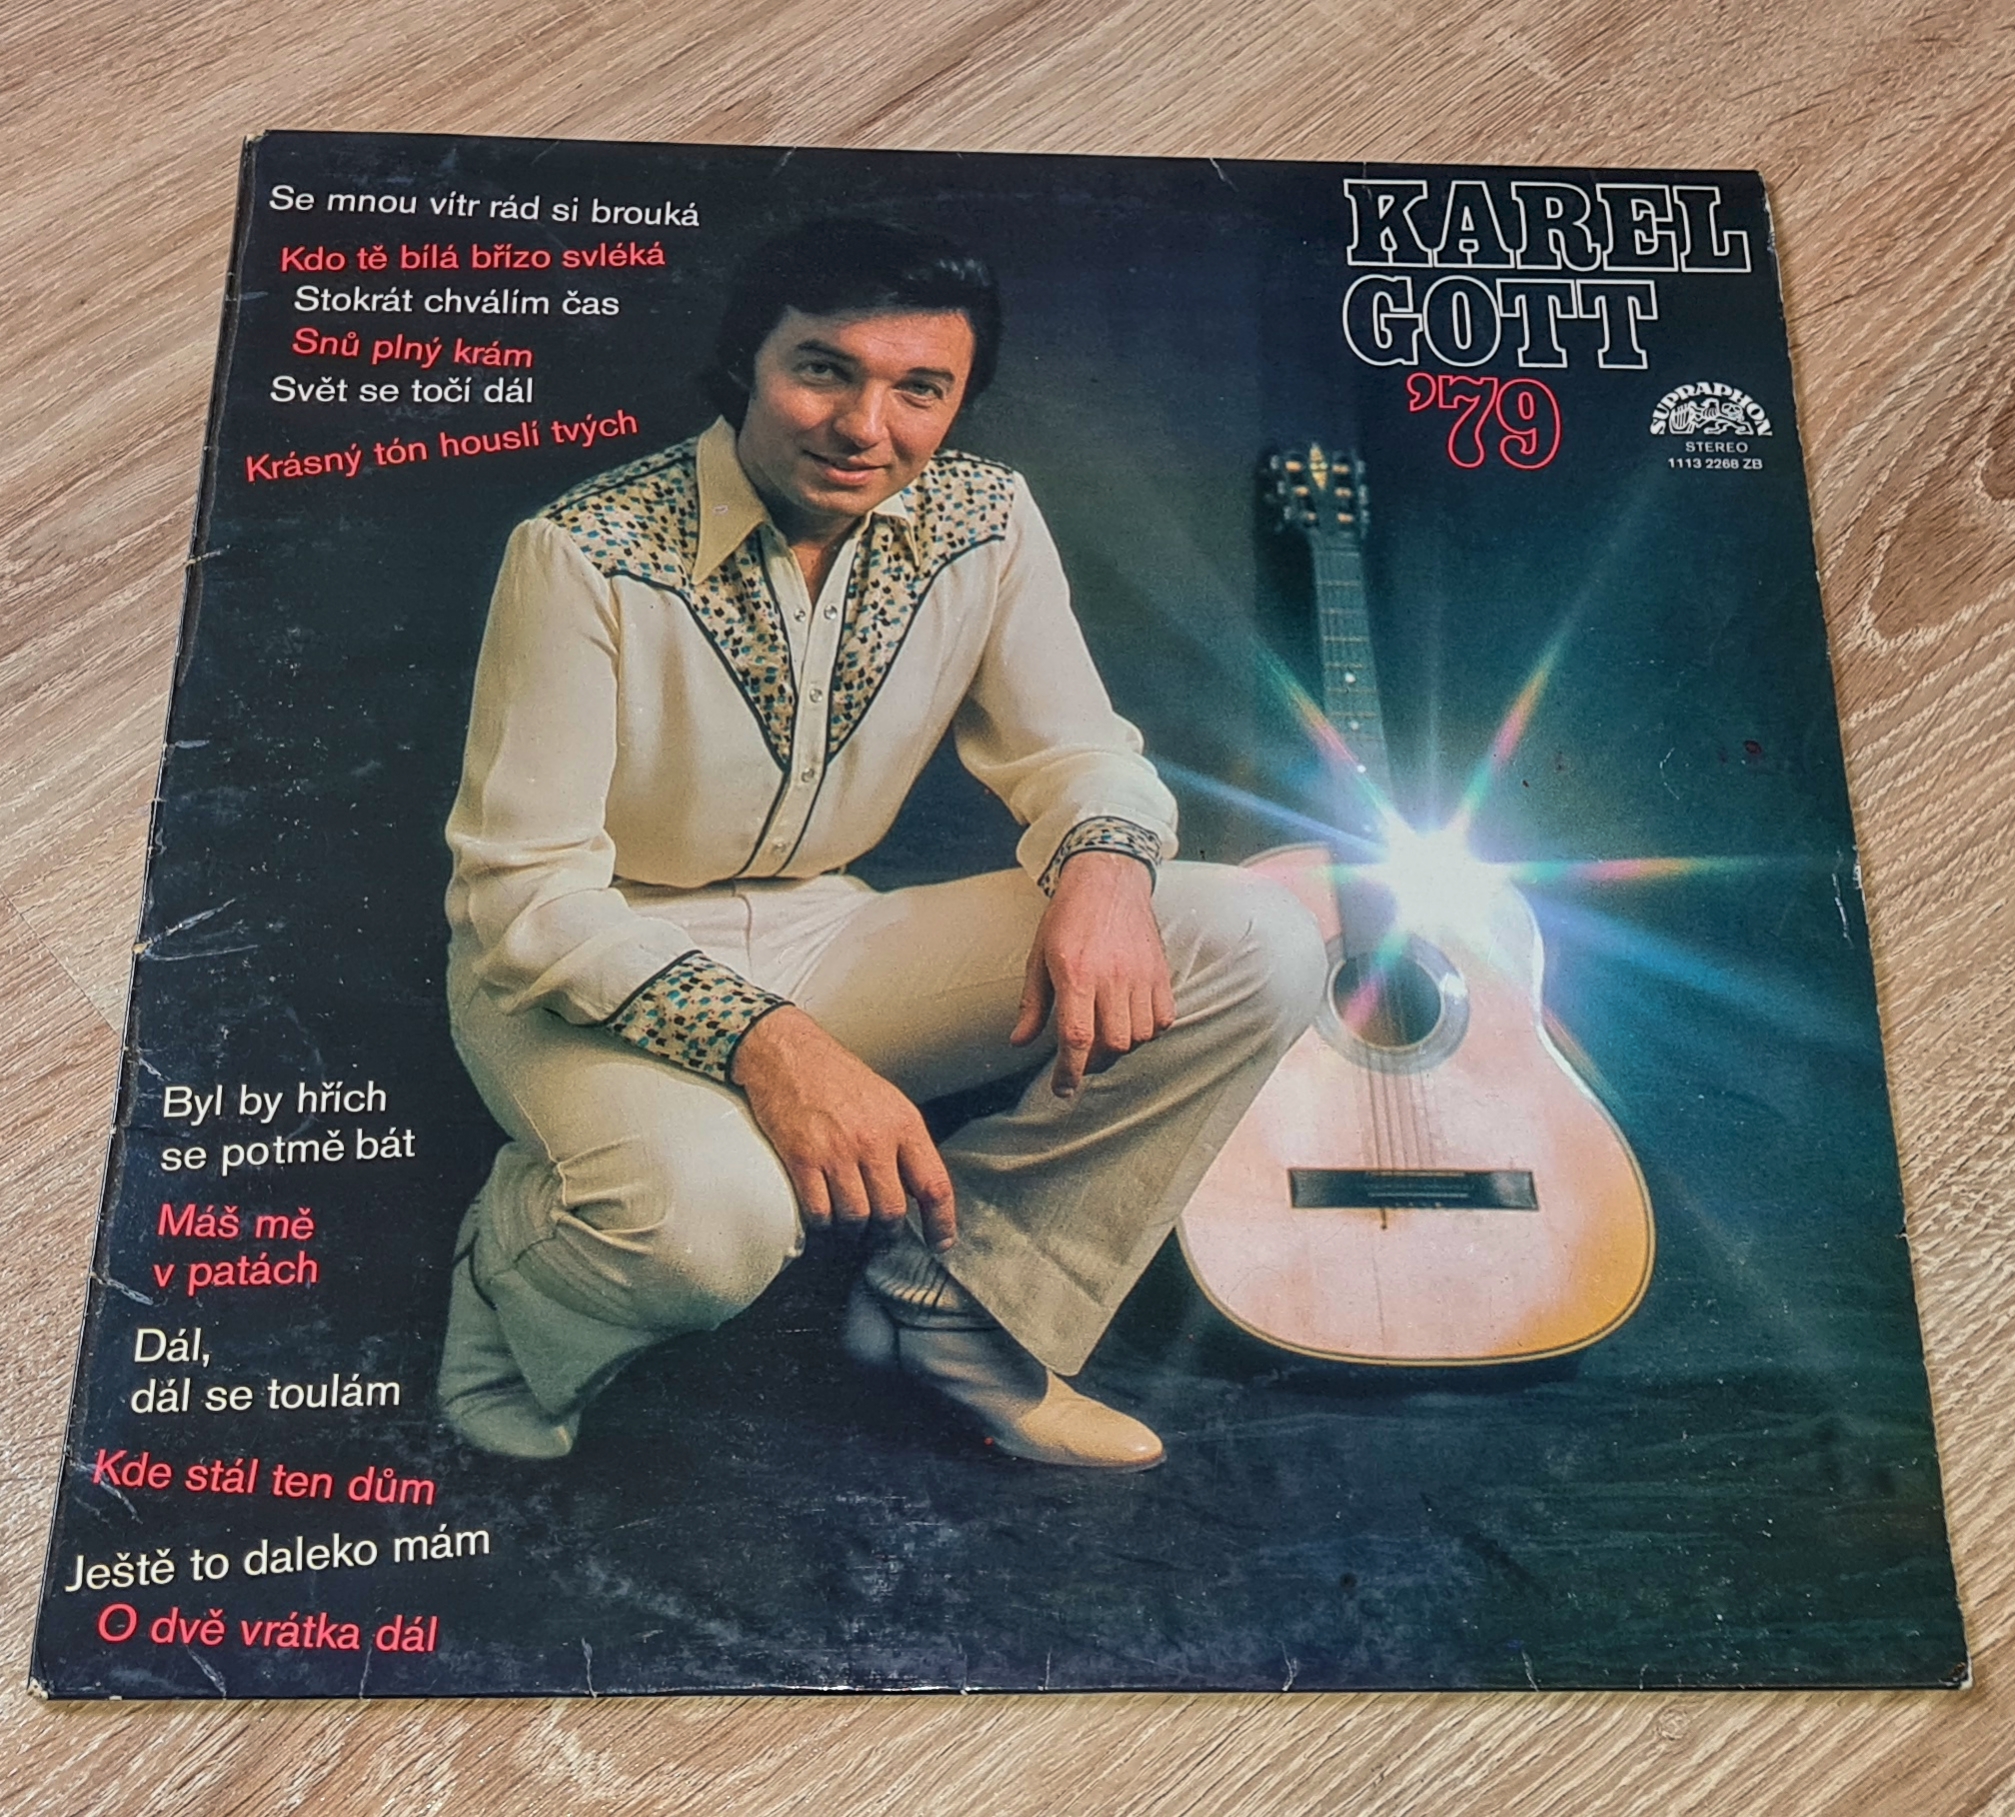 Se mnou vítr rád si brouká
Kdo tě bílá břízo svléká
Stokrát chválím čas
Snů plný krám
Svět se točí dál
Krásný tón houslí tvých
KAREL
GOTT
'79
SUPRAPHON
STEREO
1113 2268 ZB
Byl by hřích
se potmě bát
Máš mě
v patách
Dál,
dál se toulám
Kde stál ten dům
Ještě to daleko mám
O dvě vrátka dál